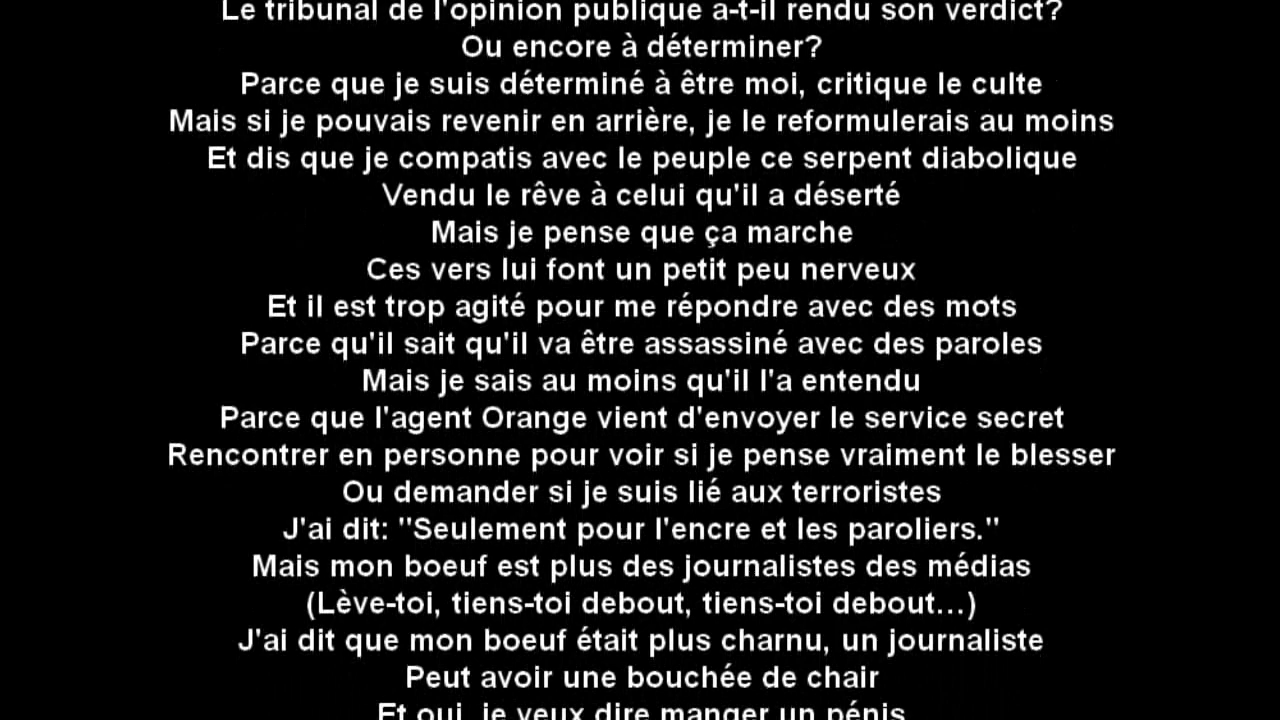 Le tribunal de l'opinion publique a-t-il rendu son verdict?
Ou encore à déterminer?
Parce que je suis déterminé à être moi, critique le culte
Mais si je pouvais revenir en arrière, je le reformulerais au moins
Et dis que je compatis avec le peuple ce serpent diabolique
Vendu le rêve à celui qu'il a déserté
Mais je pense que ça marche
Ces vers lui font un petit peu nerveux
Et il est trop agité pour me répondre avec des mots
Parce qu'il sait qu'il va être assassiné avec des paroles
Mais je sais au moins qu'il l'a entendu
Parce que l'agent Orange vient d'envoyer le service secret
Rencontrer en personne pour voir si je pense vraiment le blesser
Ou demander si je suis lié aux terroristes
J'ai dit: "Seulement pour l'encre et les paroliers."
Mais mon boeuf est plus des journalistes des médias
(Lève-toi, tiens-toi debout, tiens-toi debout...)
J'ai dit que mon boeuf était plus charnu, un journaliste
Peut avoir une bouchée de chair
Et oui, je veux dire manger un pénis